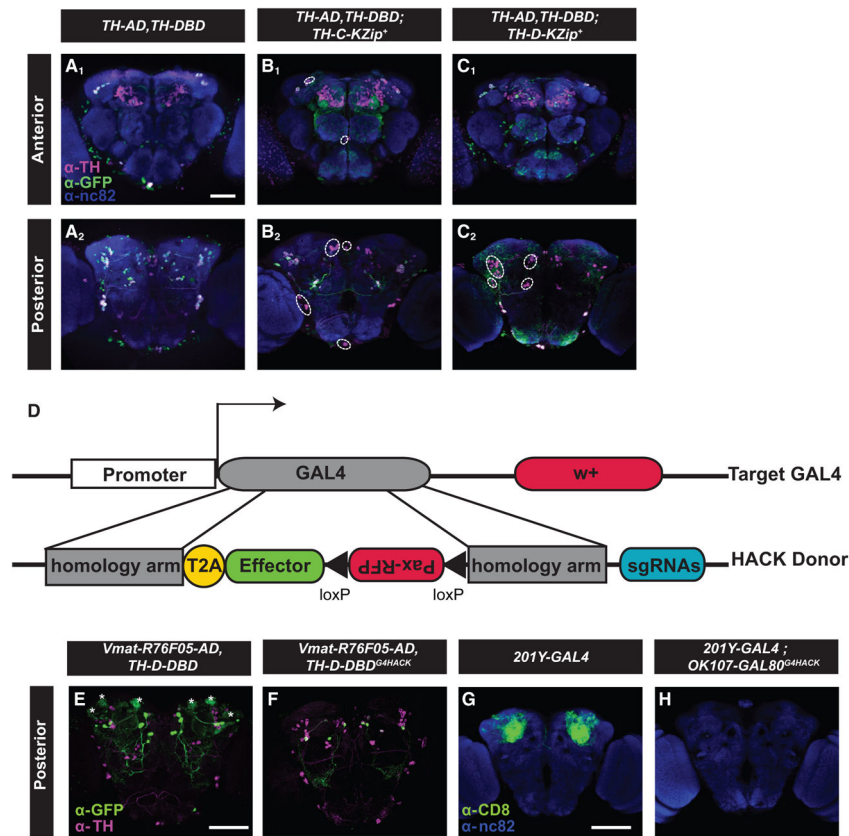 TH-AD,TH-DBD
TH-AD,TH-DBD;
TH-C-KZip+
TH-AD,TH-DBD;
TH-D-KZip+
Anterior
A1
α-TH
α-GFP
α-nc82
B1
C1
Posterior
A2
B2
C2
D
Promoter
GAL4
w+
Target GAL4
homology arm
T2A
Effector
Pax-RFP
homology arm
sgRNAs
HACK Donor
loxP
loxP
Vmat-R76F05-AD,
TH-D-DBD
Vmat-R76F05-AD,
TH-D-DBDG4HACK
201Y-GAL4
201Y-GAL4 ;
OK107-GAL80G4HACK
Posterior
E
* * * * * *
α-GFP
α-TH
F
G
α-CD8
α-nc82
H